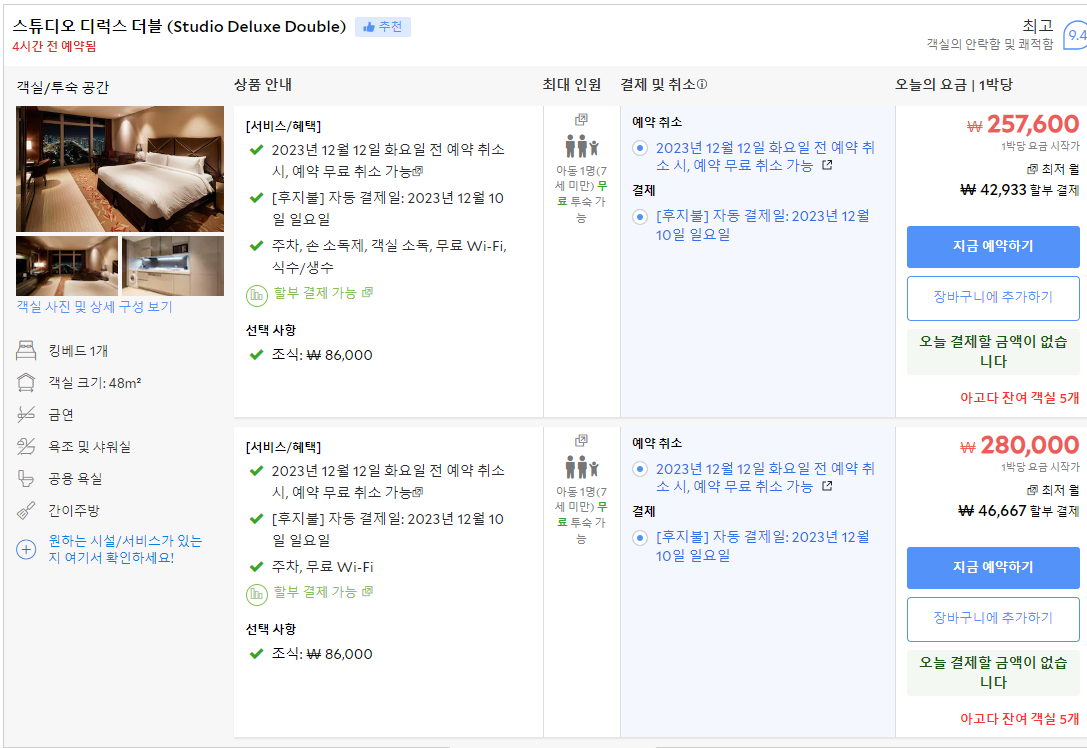 스튜디오 디럭스 더블 (Studio Deluxe Double) 추천
4시간 전 예약됨
최고
객실의 안락함 및 쾌적함
9.4
객실/투숙 공간
상품 안내
최대 인원
결제 및 취소
오늘의 요금 | 1박당
객실 사진 및 상세 구성 보기
킹베드 1개
객실 크기: 48m²
금연
욕조 및 샤워실
공용 욕실
간이주방
원하는 시설/서비스가 있는
지 여기서 확인하세요!
[서비스/혜택]
2023년 12월 12일 화요일 전 예약 취소
시, 예약 무료 취소 가능
[후지불] 자동 결제일: 2023년 12월 10
일 일요일
주차, 손 소독제, 객실 소독, 무료 Wi-Fi,
식수/생수
할부 결제 가능
선택 사항
조식: ₩ 86,000
아동 1명(7
세 미만) 무
료 투숙 가
능
예약 취소
2023년 12월 12일 화요일 전 예약 취
소 시, 예약 무료 취소 가능
결제
[후지불] 자동 결제일: 2023년 12월
10일 일요일
₩ 257,600
1박당 요금 시작가
최저 월
₩ 42,933 할부 결제
지금 예약하기
장바구니에 추가하기
오늘 결제할 금액이 없습
니다
아고다 잔여 객실 5개
[서비스/혜택]
2023년 12월 12일 화요일 전 예약 취소
시, 예약 무료 취소 가능
[후지불] 자동 결제일: 2023년 12월 10
일 일요일
주차, 무료 Wi-Fi
할부 결제 가능
선택 사항
조식: ₩ 86,000
아동 1명(7
세 미만) 무
료 투숙 가
능
예약 취소
2023년 12월 12일 화요일 전 예약 취
소 시, 예약 무료 취소 가능
결제
[후지불] 자동 결제일: 2023년 12월
10일 일요일
₩ 280,000
1박당 요금 시작가
최저 월
₩ 46,667 할부 결제
지금 예약하기
장바구니에 추가하기
오늘 결제할 금액이 없습
니다
아고다 잔여 객실 5개